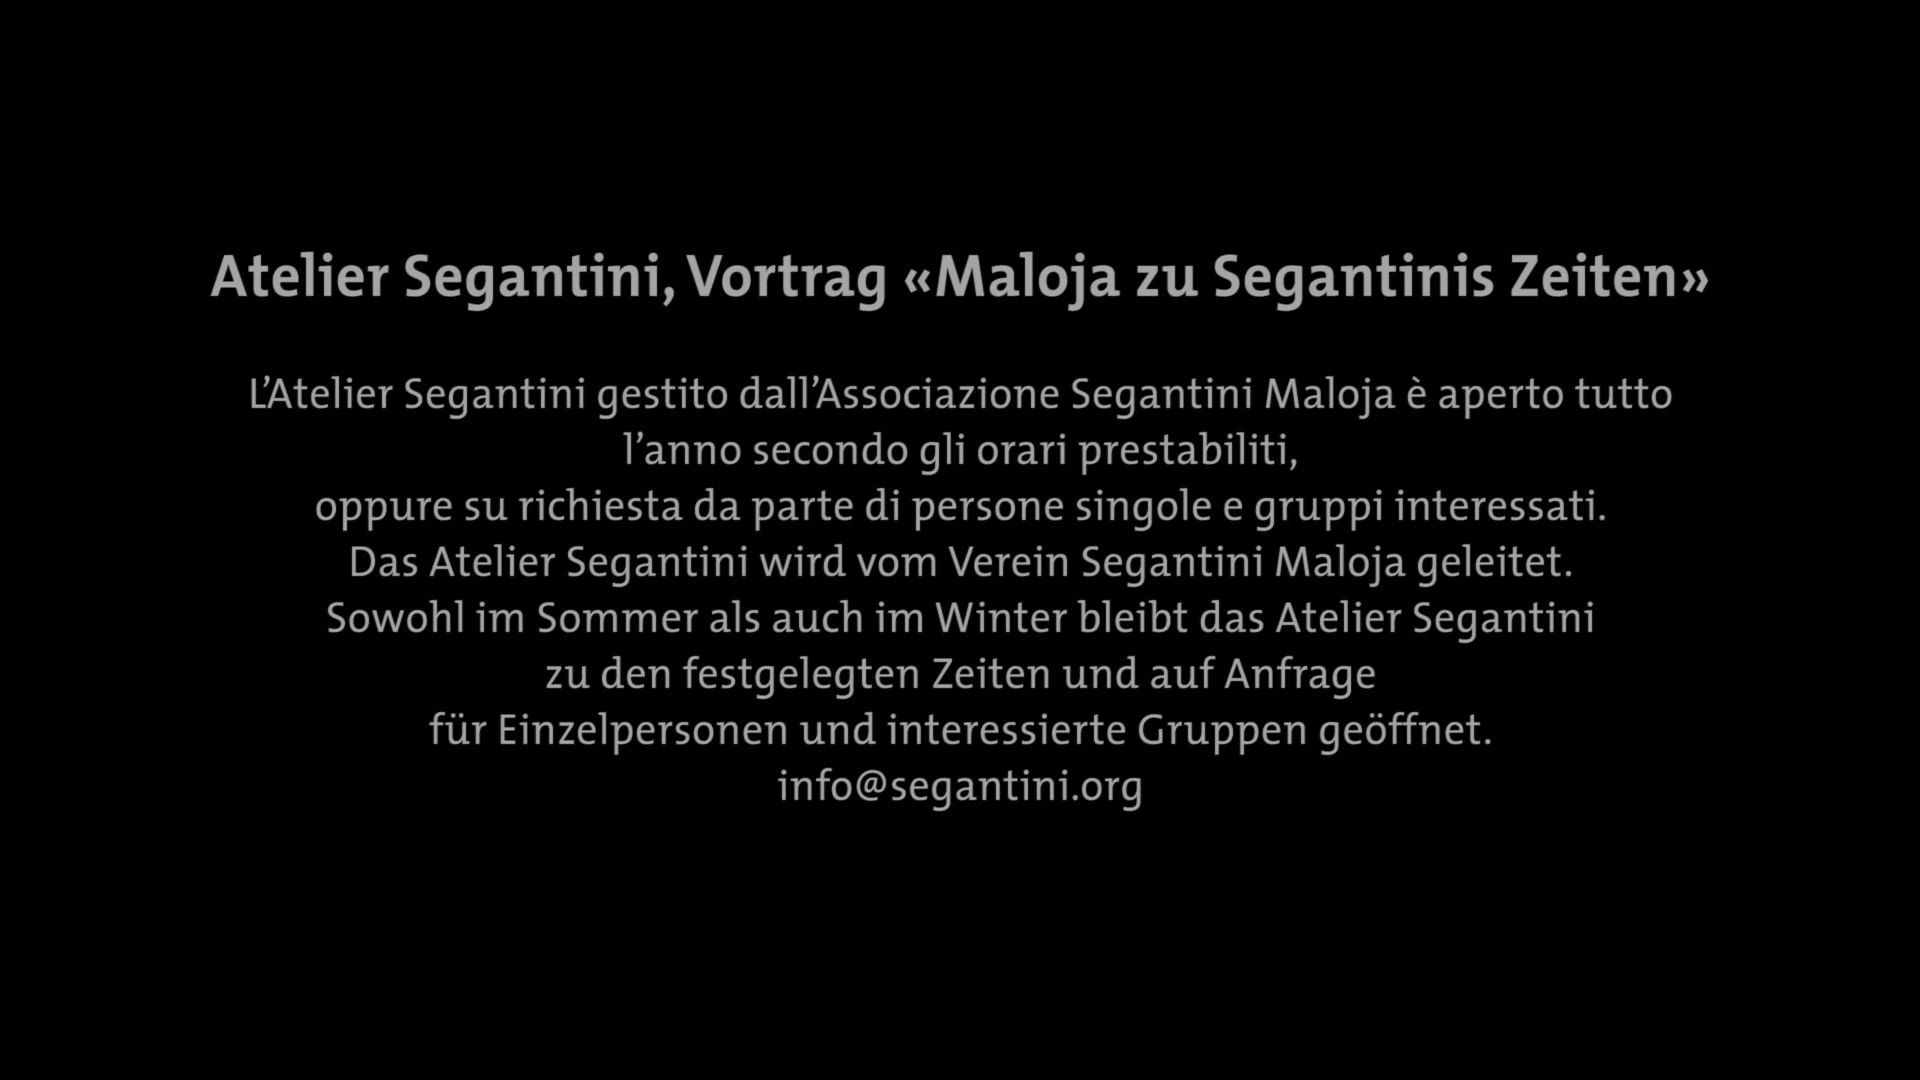 Atelier Segantini, Vortrag «Maloja zu Segantinis Zeiten»
L’Atelier Segantini gestito dall’Associazione Segantini Maloja è aperto tutto
l’anno secondo gli orari prestabiliti,
oppure su richiesta da parte di persone singole e gruppi interessati.
Das Atelier Segantini wird vom Verein Segantini Maloja geleitet.
Sowohl im Sommer als auch im Winter bleibt das Atelier Segantini
zu den festgelegten Zeiten und auf Anfrage
für Einzelpersonen und interessierte Gruppen geöffnet.
info@segantini.org